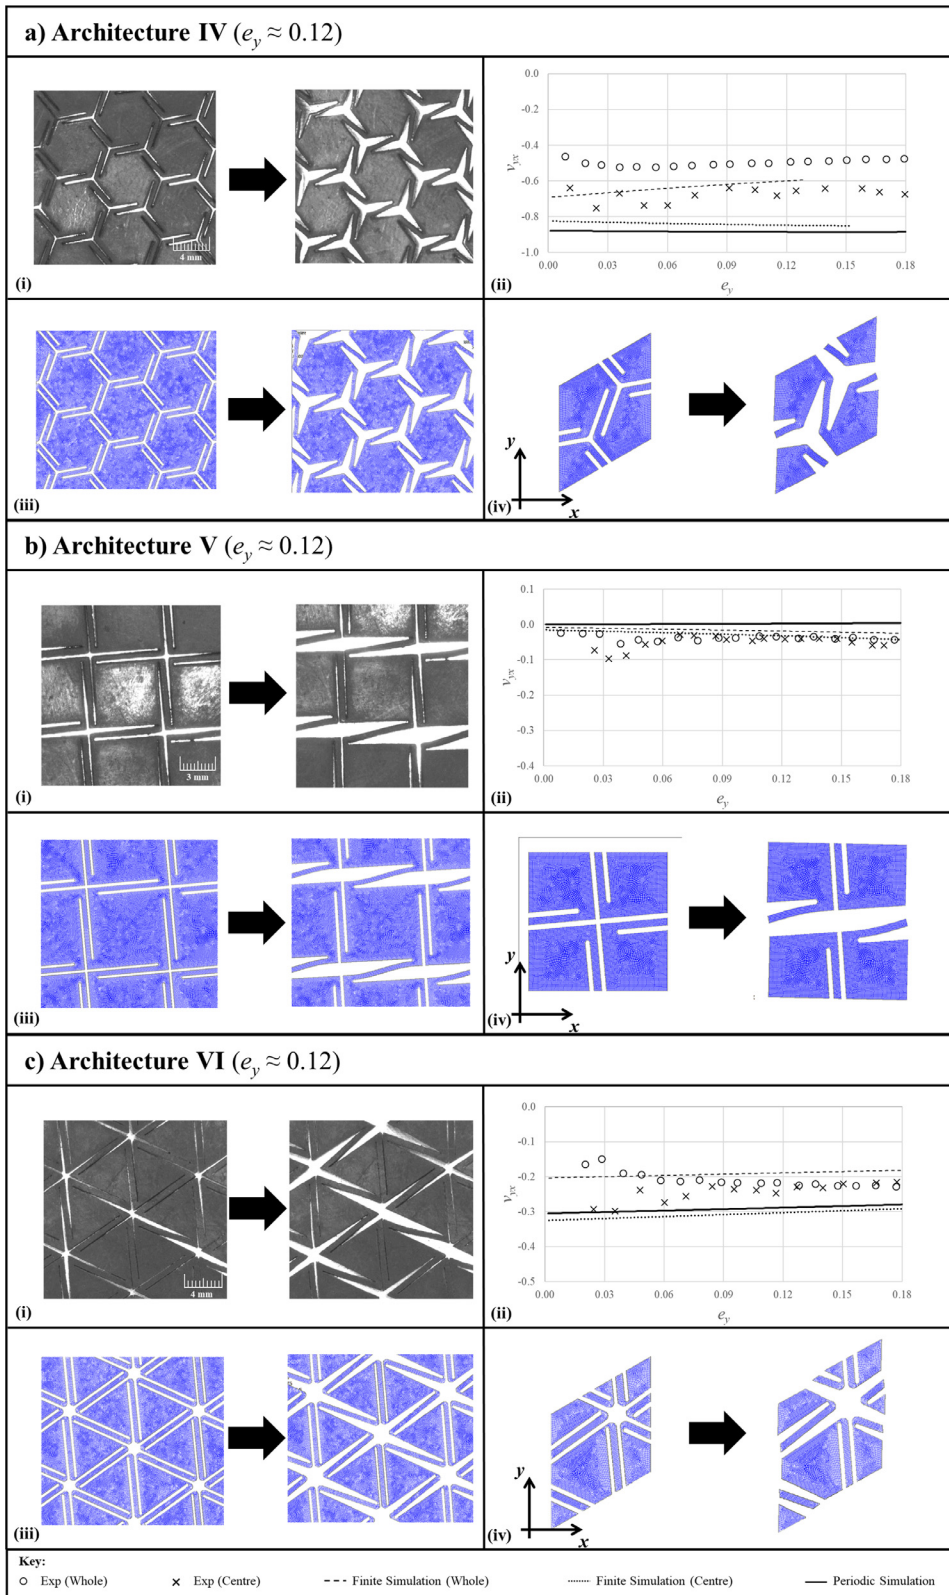 a) Architecture IV (e_y ≈ 0.12)
4 mm
(i)
0.0
-0.2
-0.4
-0.6
-0.8
-1.0
ν_yx
0.00 0.03 0.06 0.09 0.12 0.15 0.18
e_y
(ii)
(iii)
y
x
(iv)
b) Architecture V (e_y ≈ 0.12)
3 mm
(i)
0.1
0.0
-0.1
-0.2
-0.3
-0.4
ν_yx
0.00 0.03 0.06 0.09 0.12 0.15 0.18
e_y
(ii)
(iii)
y
x
(iv)
c) Architecture VI (e_y ≈ 0.12)
4 mm
(i)
0.0
-0.1
-0.2
-0.3
-0.4
-0.5
ν_yx
0.00 0.03 0.06 0.09 0.12 0.15 0.18
e_y
(ii)
(iii)
y
x
(iv)
Key:
Exp (Whole) Exp (Centre) Finite Simulation (Whole) Finite Simulation (Centre) Periodic Simulation